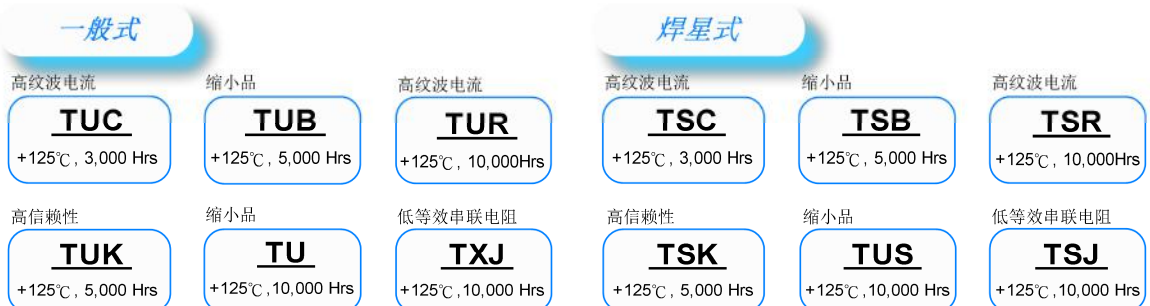 一般式
焊星式
高纹波电流
缩小品
高纹波电流
高纹波电流
缩小品
高纹波电流
TUC
TUB
TUR
TSC
TSB
TSR
+125℃, 3,000 Hrs
+125℃, 5,000 Hrs
+125℃, 10,000Hrs
+125℃, 3,000 Hrs
+125℃, 5,000 Hrs
+125℃, 10,000Hrs
高信赖性
缩小品
低等效串联电阻
高信赖性
缩小品
低等效串联电阻
TUK
TU
TXJ
TSK
TUS
TSJ
+125℃, 5,000 Hrs
+125℃,10,000 Hrs
+125℃,10,000 Hrs
+125℃, 5,000 Hrs
+125℃,10,000 Hrs
+125℃,10,000 Hrs